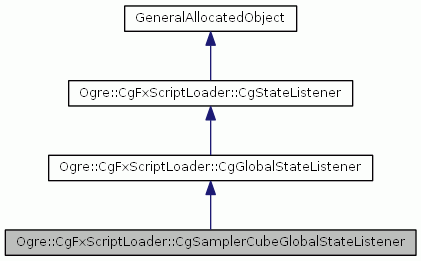 GeneralAllocatedObject
Ogre::CgFxScriptLoader::CgStateListener
Ogre::CgFxScriptLoader::CgGlobalStateListener
Ogre::CgFxScriptLoader::CgSamplerCubeGlobalStateListener